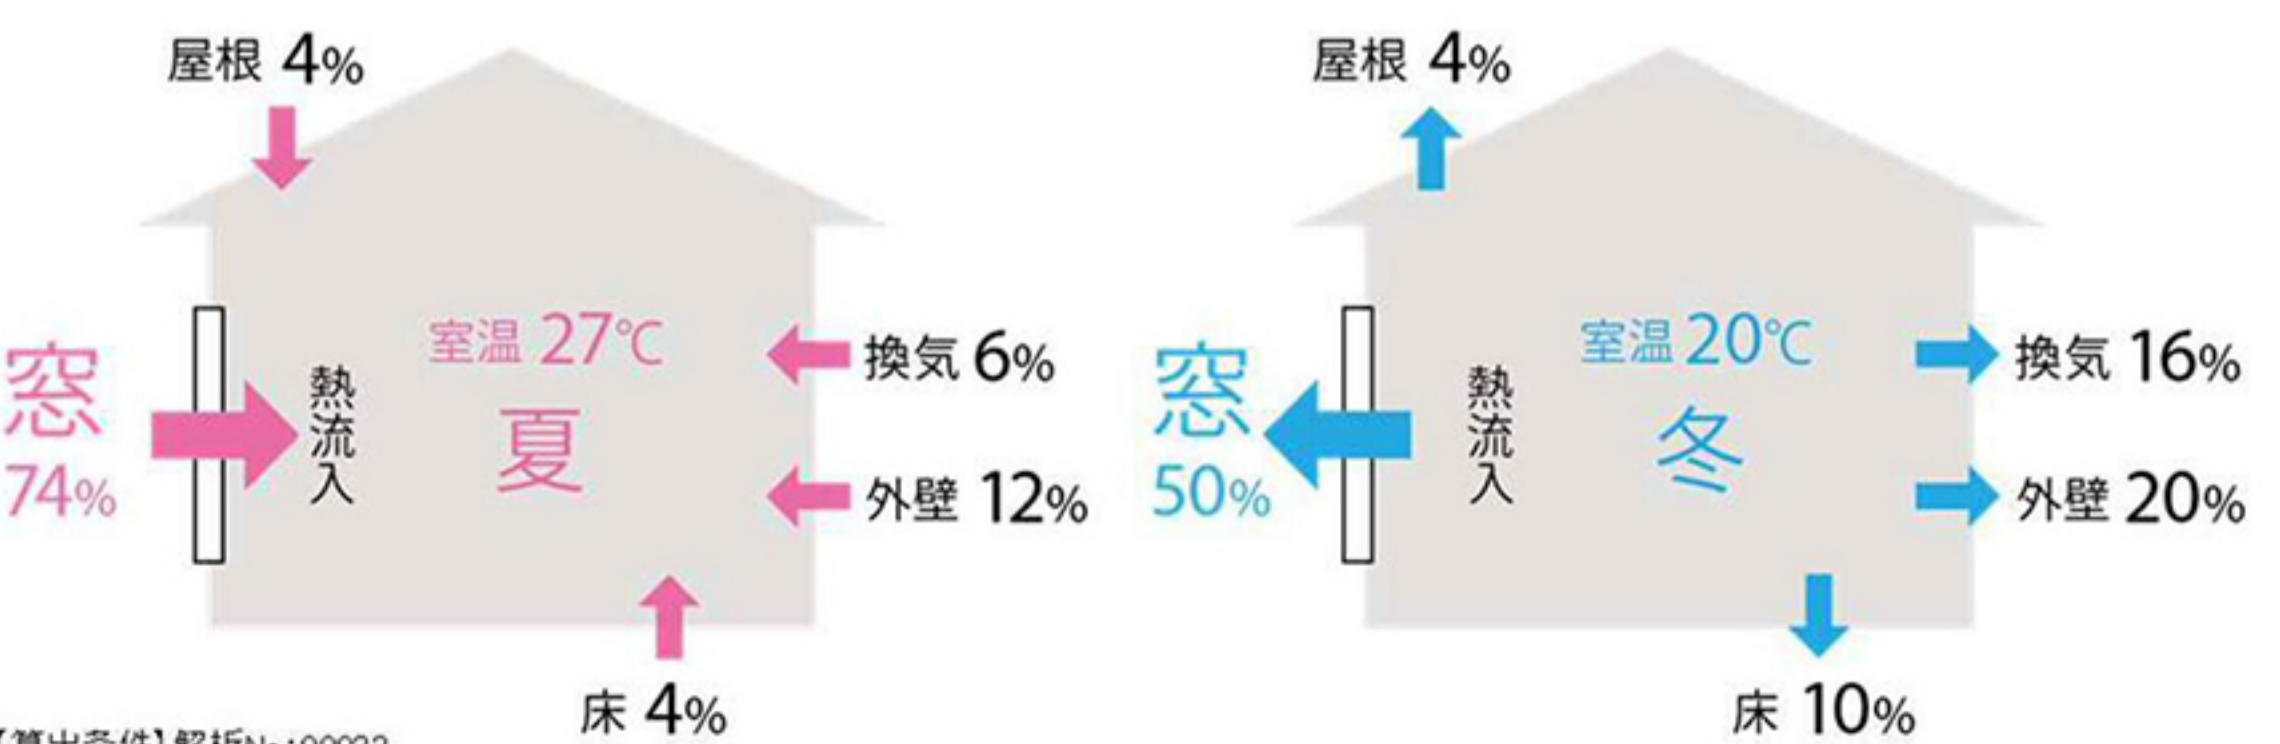 屋根 4%
窓
74%
熱流入
室温 27℃
夏
換気 6%
外壁 12%
床 4%
屋根 4%
窓
50%
熱流入
室温 20℃
冬
換気 16%
外壁 20%
床 10%